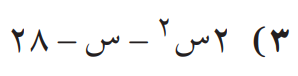 ٣) ٢س٢ – س – ٢٨